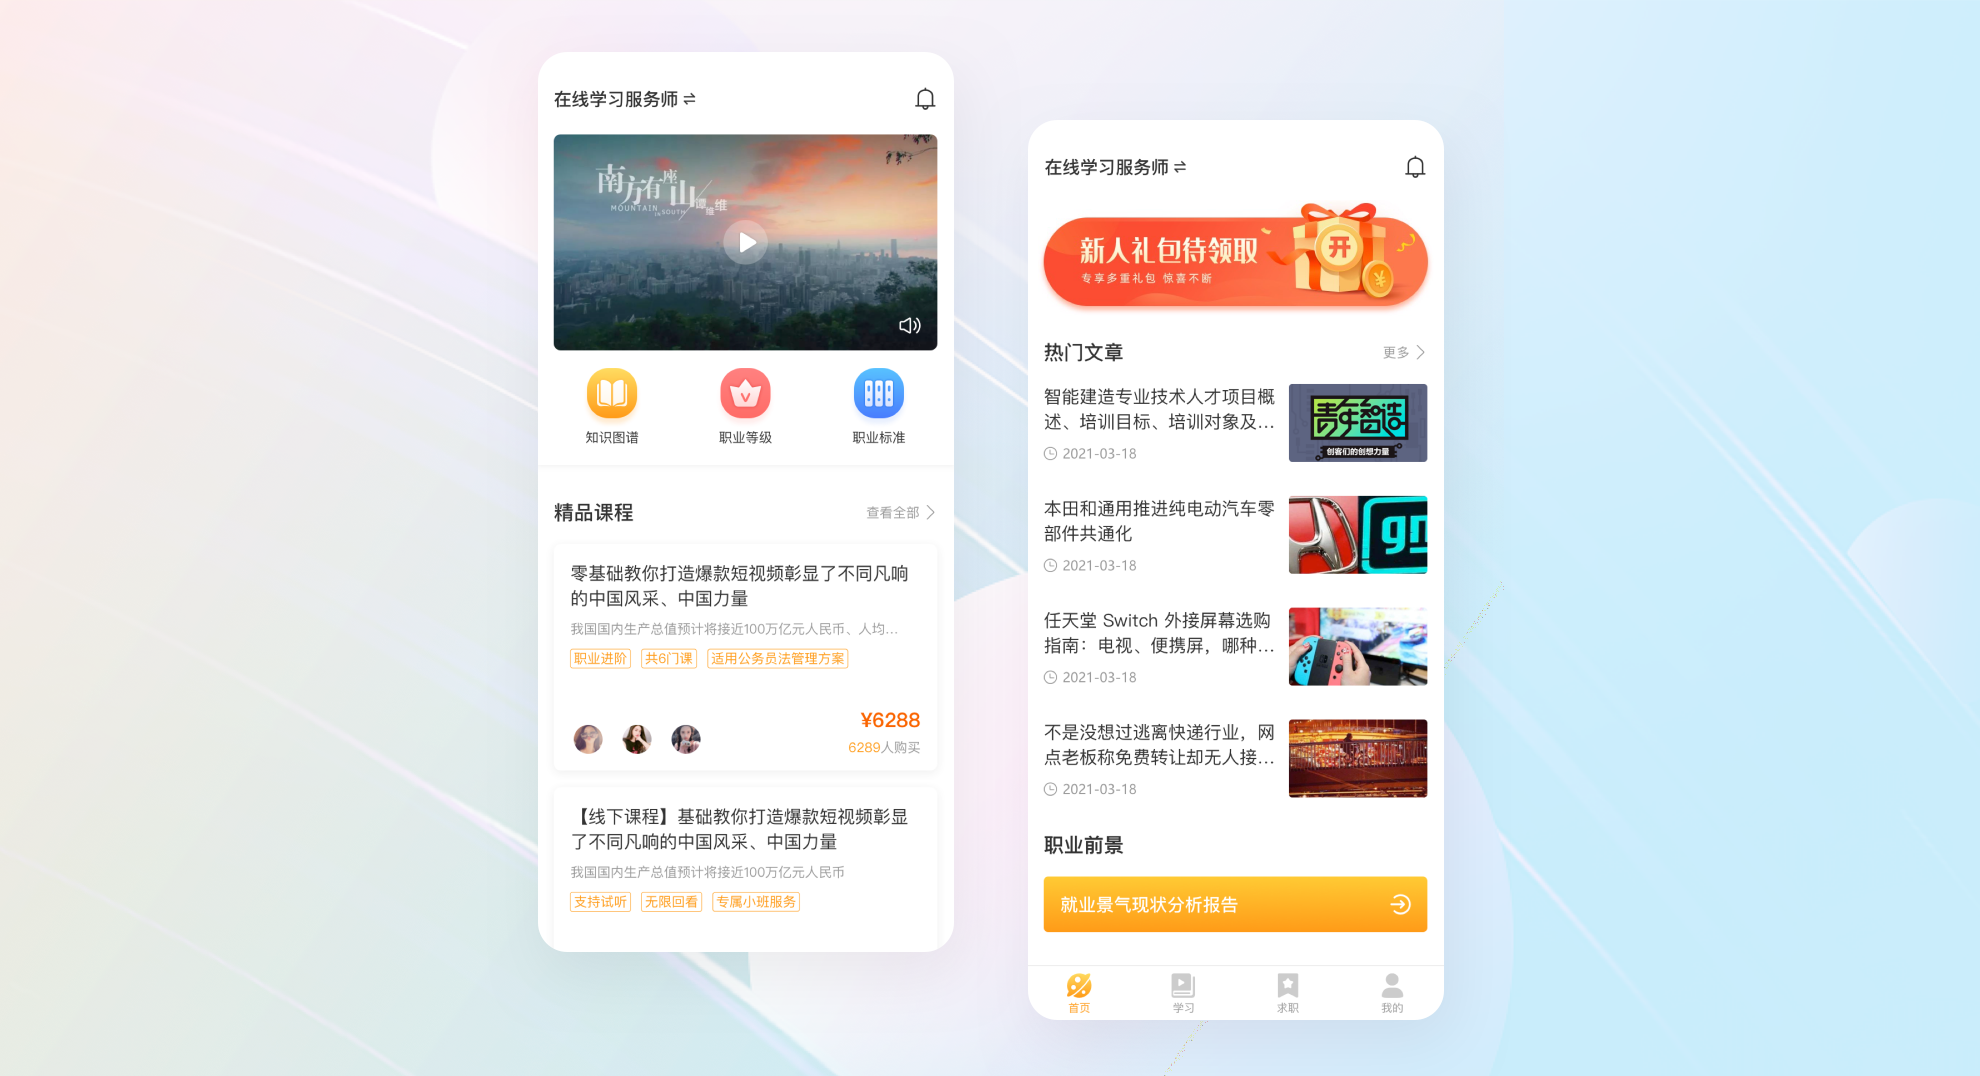 在线学习服务师
南方有座山
MOUNTAIN
IN SOUTH
谭维维
知识图谱
职业等级
职业标准
精品课程
查看全部
零基础教你打造爆款短视频彰显了不同凡响
的中国风采、中国力量
我国国内生产总值预计将接近100万亿元人民币、人均...
职业进阶
共6门课
适用公务员法管理方案
¥6288
6289人购买
【线下课程】基础教你打造爆款短视频彰显
了不同凡响的中国风采、中国力量
我国国内生产总值预计将接近100万亿元人民币
支持试听
无限回看
专属小班服务
在线学习服务师
新人礼包待领取
专享多重礼包 惊喜不断
开
¥
热门文章
更多
智能建造专业技术人才项目概
述、培训目标、培训对象及...
2021-03-18
青年智造
创客们的创想力量
本田和通用推进纯电动汽车零
部件共通化
2021-03-18
gm
任天堂 Switch 外接屏幕选购
指南：电视、便携屏，哪种...
2021-03-18
不是没想过逃离快递行业，网
点老板称免费转让却无人接...
2021-03-18
职业前景
就业景气现状分析报告
首页
学习
求职
我的